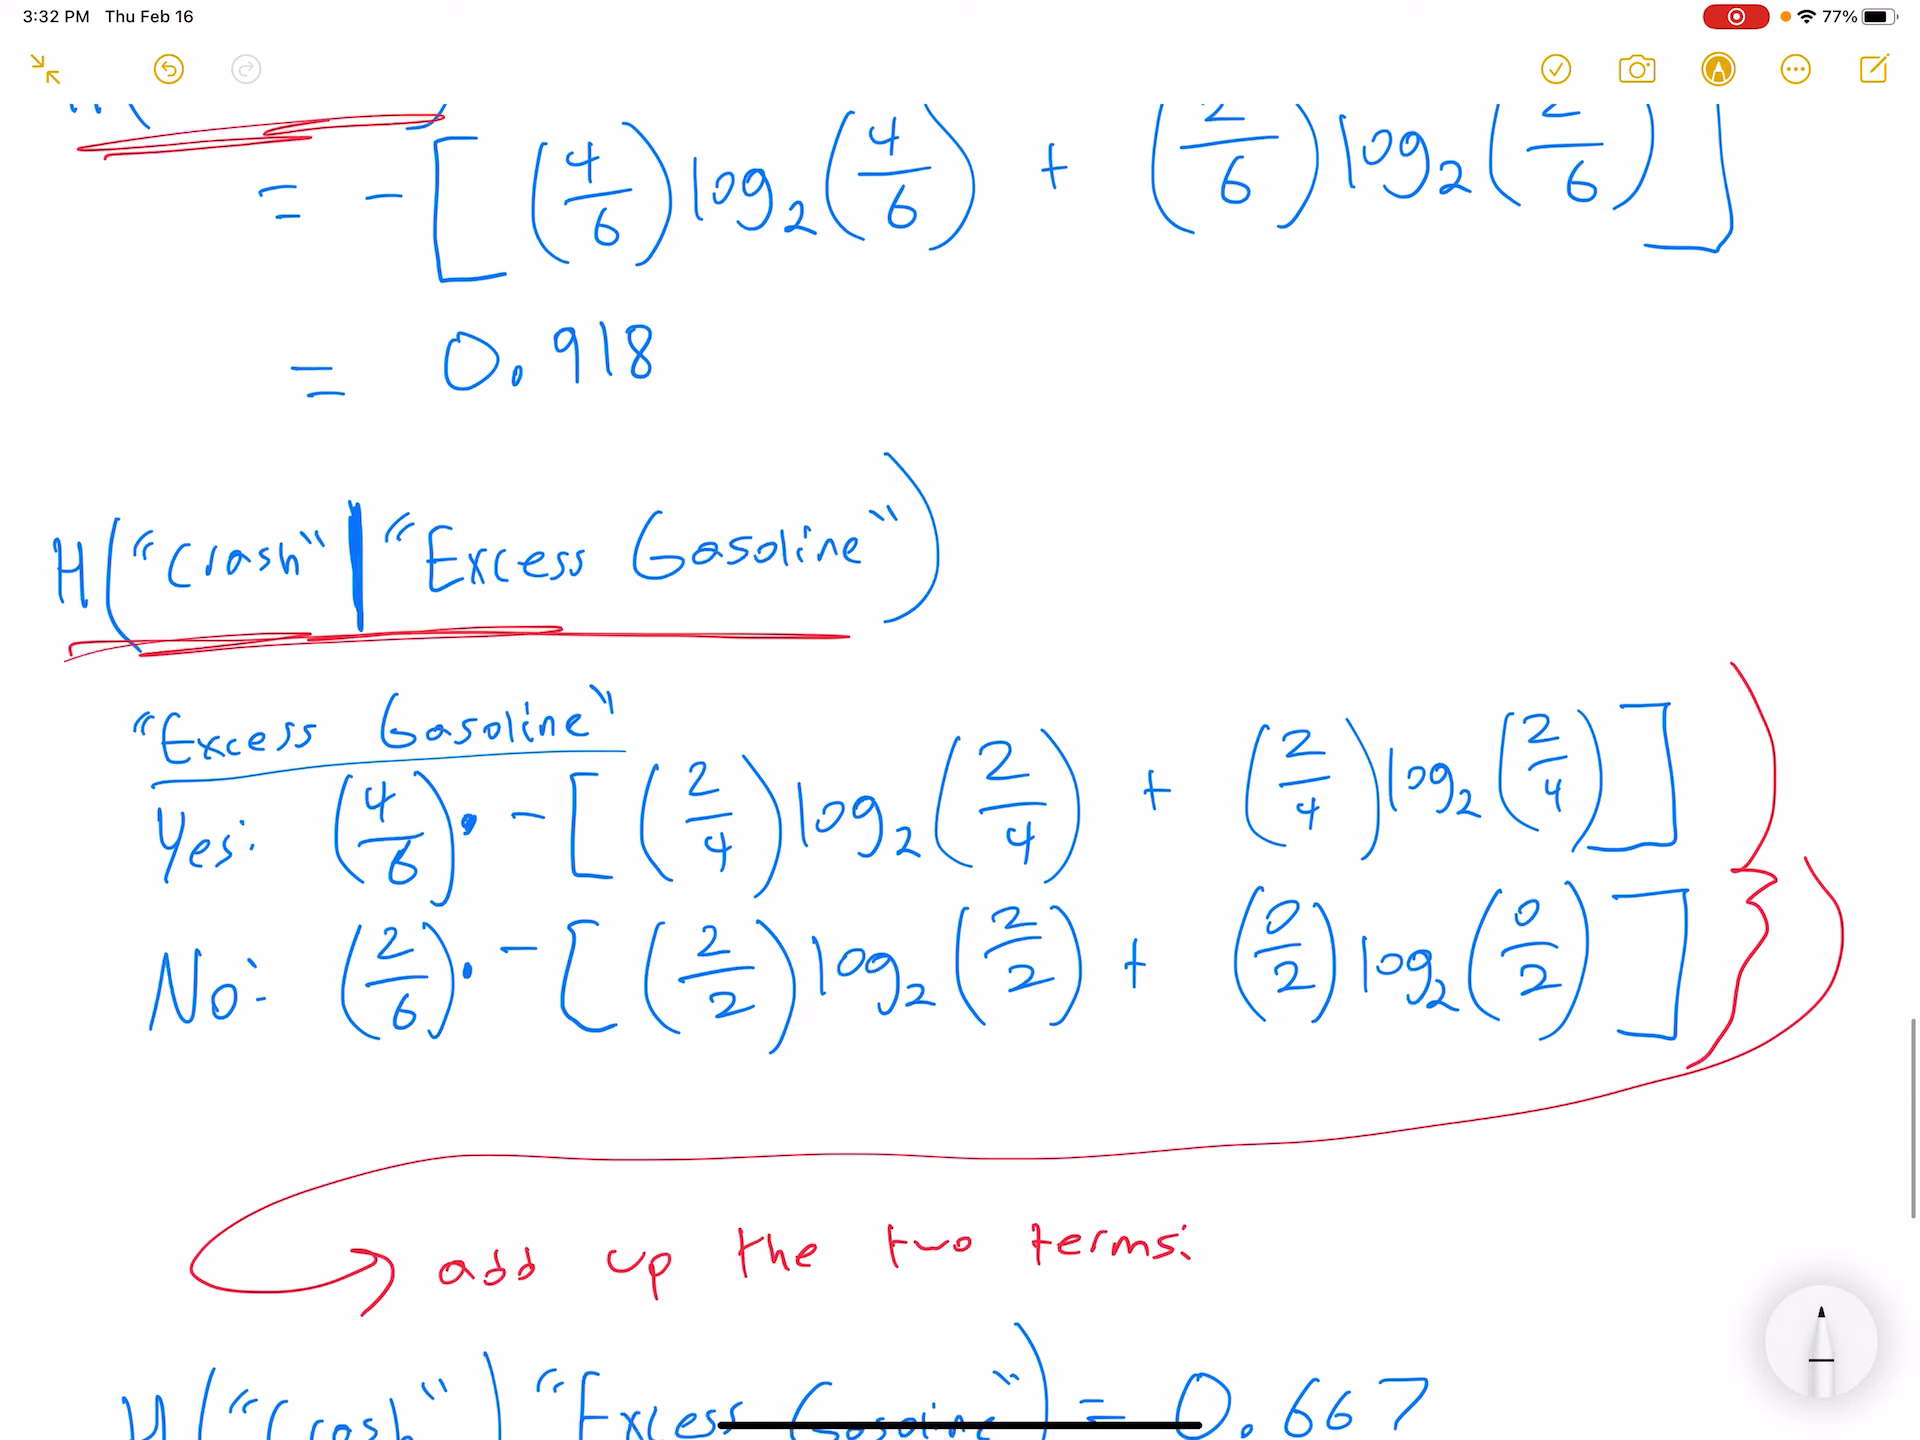 3:32 PM Thu Feb 16 77%
= - [ (4/6) log₂ (4/6) + (2/6) log₂ (2/6) ]
= 0.918
H("Crash" | "Excess Gasoline")
"Excess Gasoline"
Yes: (4/6) · - [ (2/4) log₂ (2/4) + (2/4) log₂ (2/4) ]
No: (2/6) · - [ (2/2) log₂ (2/2) + (0/2) log₂ (0/2) ]
add up the two terms:
H("Crash" | "Excess Gasoline") = 0.667